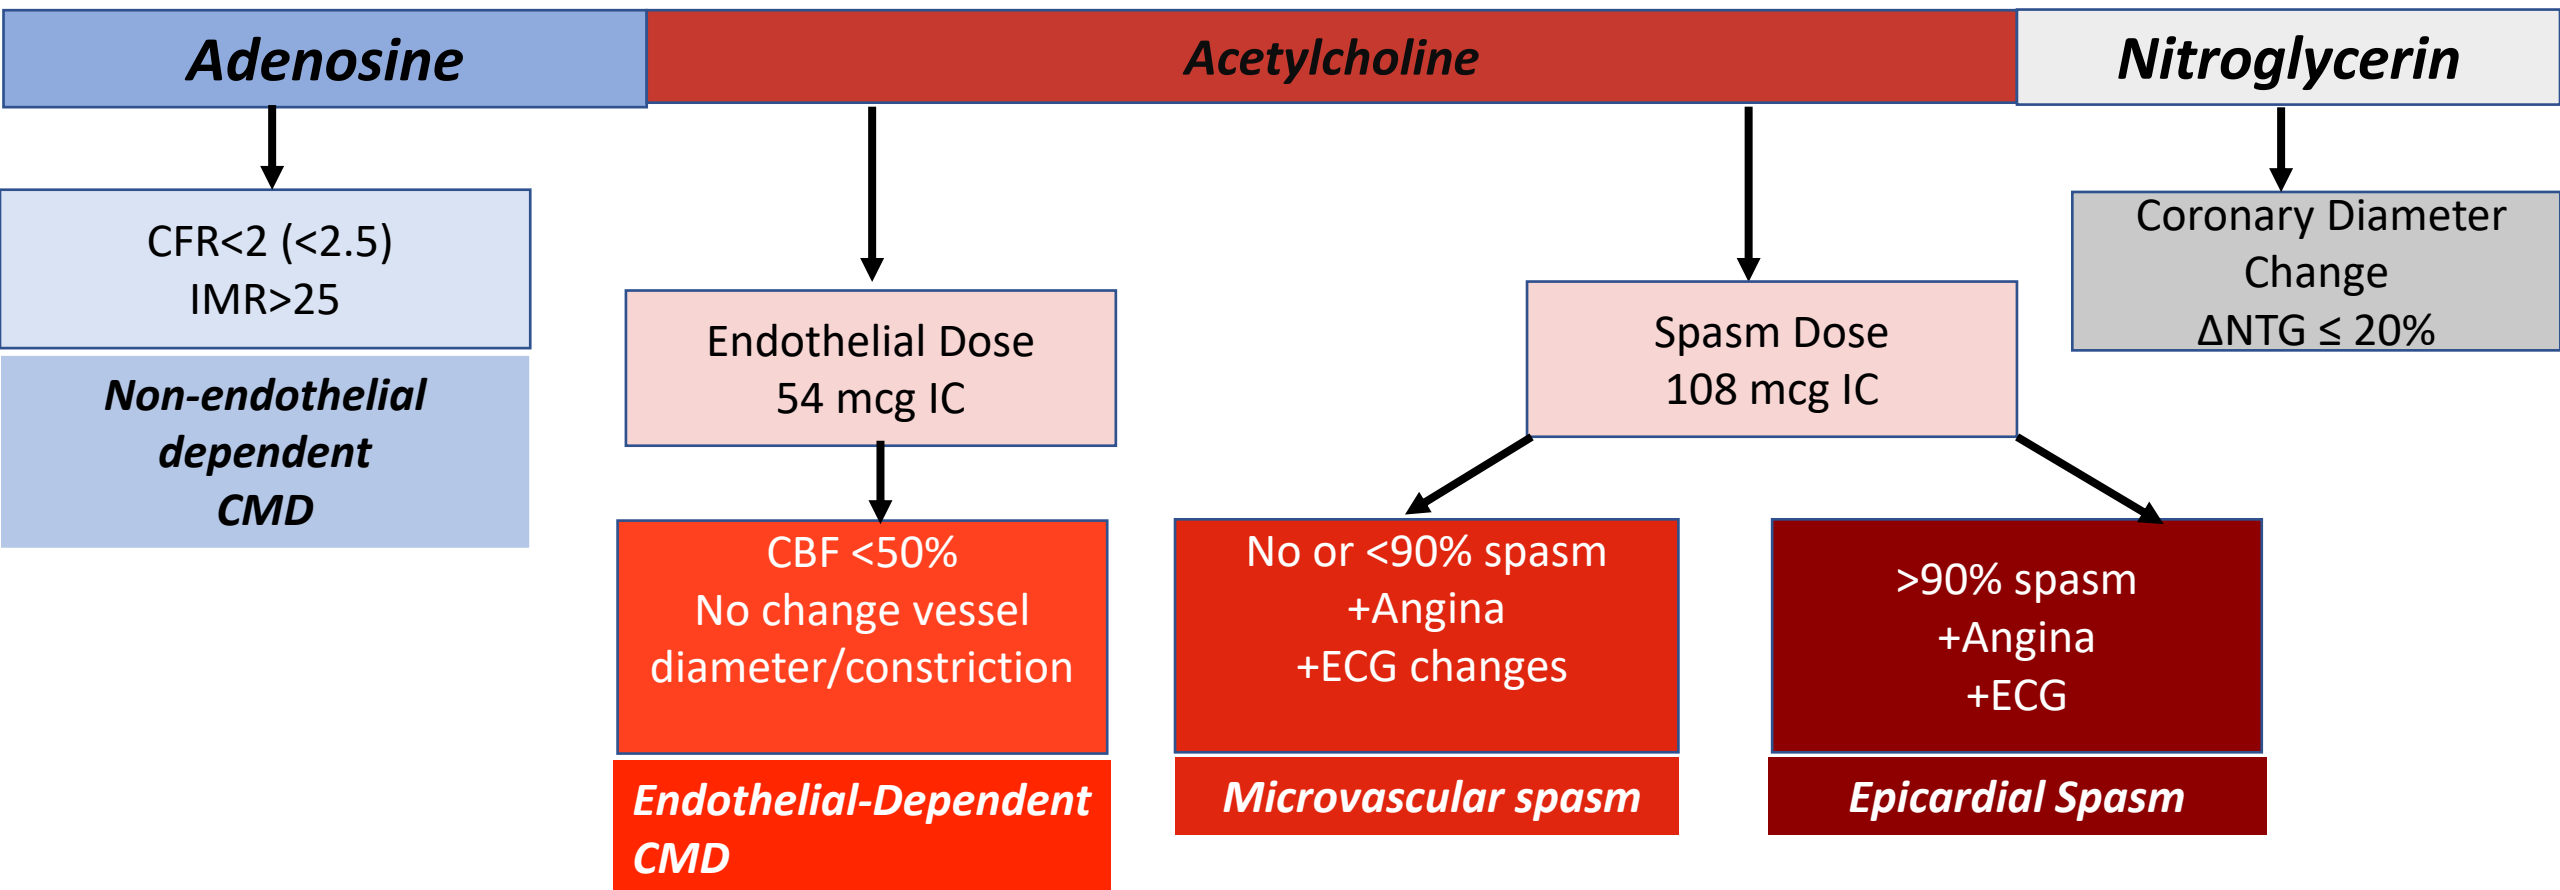 Adenosine
Acetylcholine
Nitroglycerin
CFR<2 (<2.5)
IMR>25
Non-endothelial
dependent
CMD
Endothelial Dose
54 mcg IC
CBF <50%
No change vessel
diameter/constriction
Endothelial-Dependent
CMD
Spasm Dose
108 mcg IC
No or <90% spasm
+Angina
+ECG changes
Microvascular spasm
>90% spasm
+Angina
+ECG
Epicardial Spasm
Coronary Diameter
Change
ΔNTG ≤ 20%